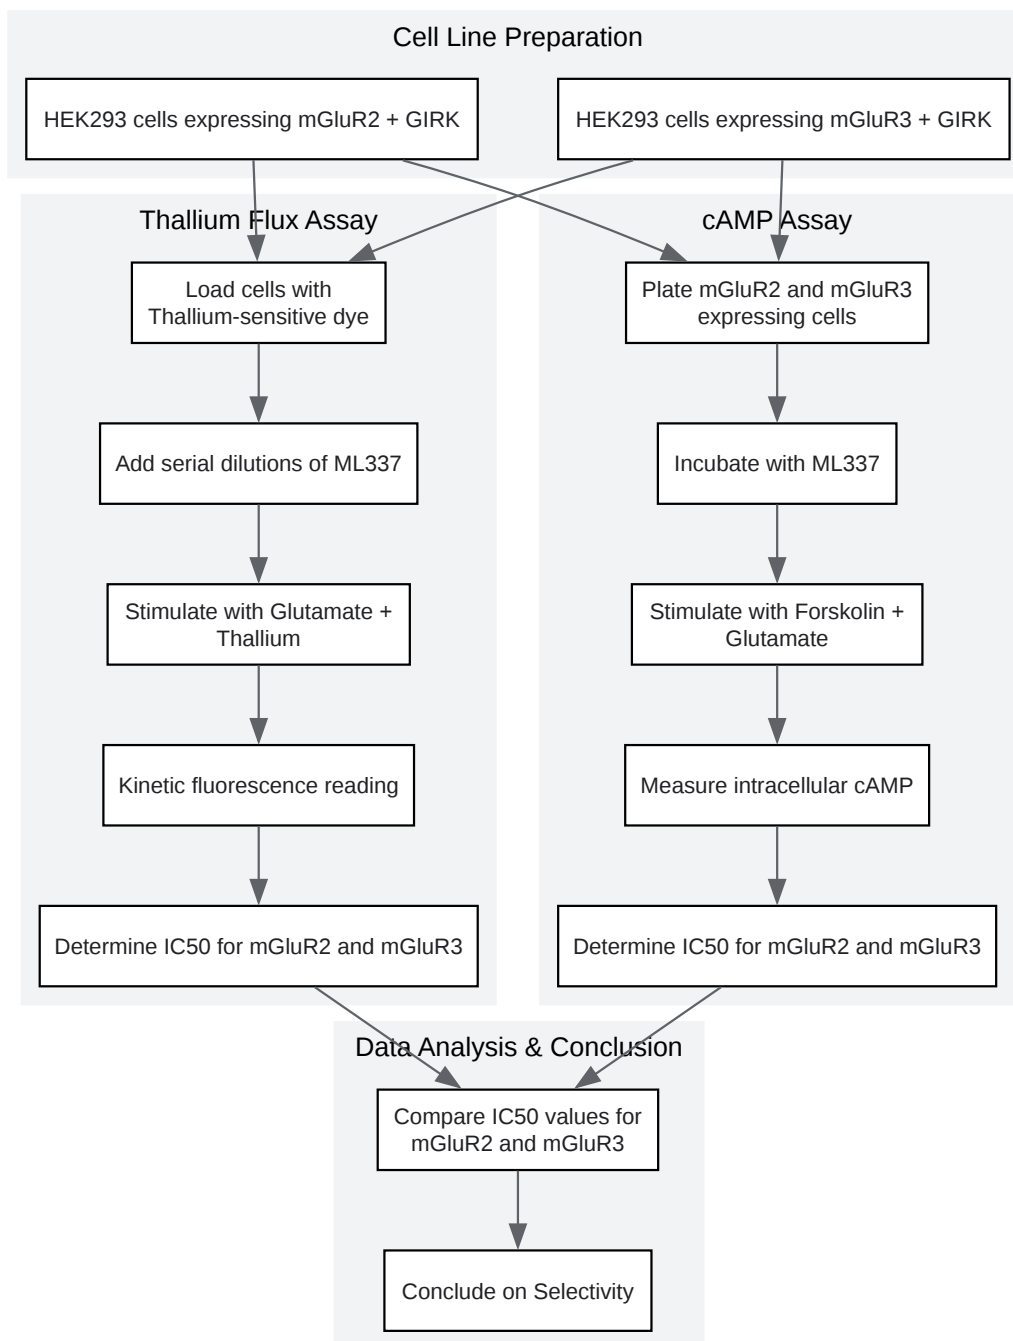 Cell Line Preparation
HEK293 cells expressing mGluR2 + GIRK
HEK293 cells expressing mGluR3 + GIRK
Thallium Flux Assay
Load cells with
Thallium-sensitive dye
Add serial dilutions of ML337
Stimulate with Glutamate +
Thallium
Kinetic fluorescence reading
Determine IC50 for mGluR2 and mGluR3
cAMP Assay
Plate mGluR2 and mGluR3
expressing cells
Incubate with ML337
Stimulate with Forskolin +
Glutamate
Measure intracellular cAMP
Determine IC50 for mGluR2 and mGluR3
Data Analysis & Conclusion
Compare IC50 values for
mGluR2 and mGluR3
Conclude on Selectivity